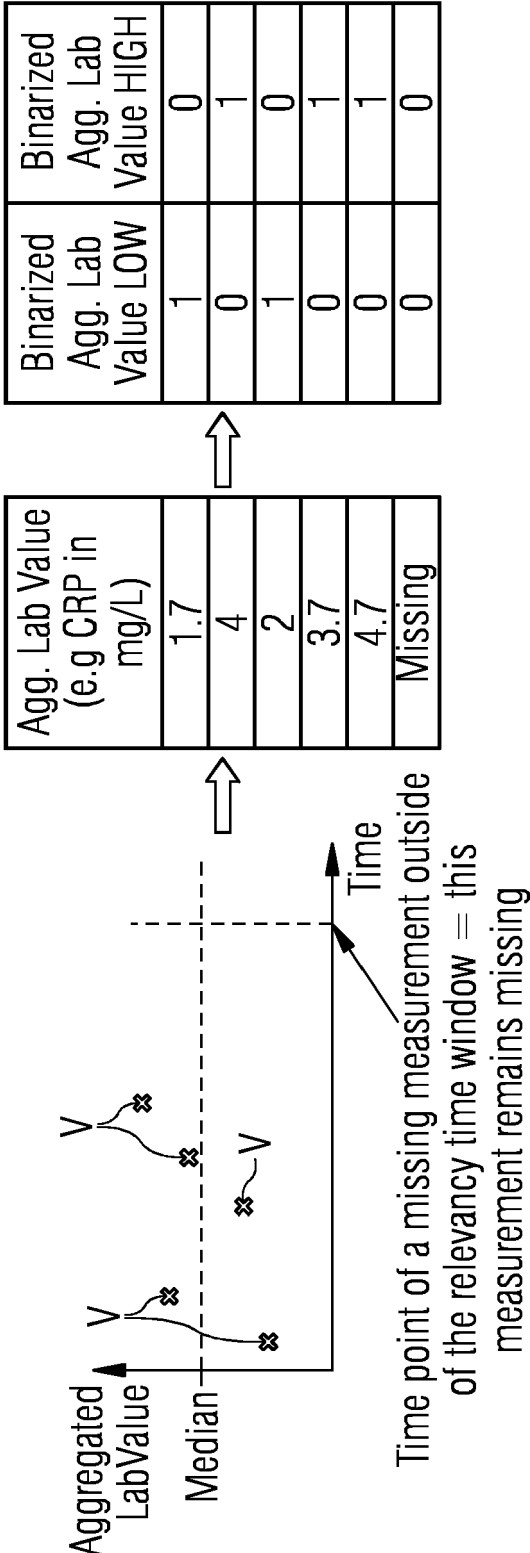 Aggregated
LabValue
Median
V
V
V
Time
Time point of a missing measurement outside
of the relevancy time window = this
measurement remains missing
Agg. Lab Value
(e.g CRP in
mg/L)
1.7
4
2
3.7
4.7
Missing
Binarized
Agg. Lab
Value LOW
Binarized
Agg. Lab
Value HIGH
1 0
0 1
1 0
0 1
0 1
0 0